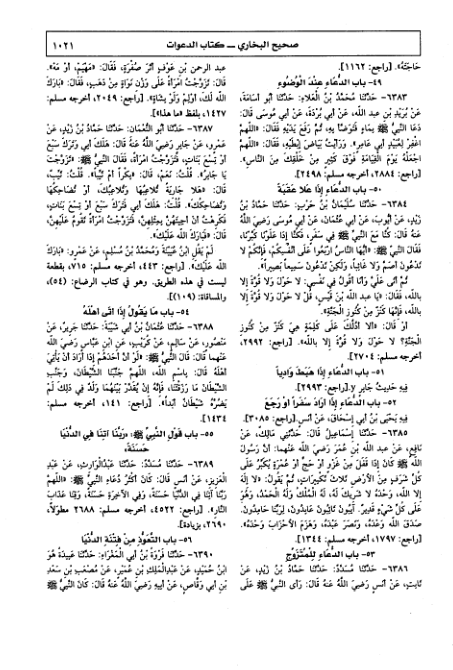 صحيح البخاري ــ كتاب الدعوات
١٠٢١
حَاجَتَهُ». [راجع: ١١٦٢].
٤٩- باب الدُّعَاءِ عِنْدَ الْوُضُوءِ
٦٣٨٣- حَدَّثَنَا مُحَمَّدُ بْنُ الْعَلَاءِ: حَدَّثَنَا أَبُو أُسَامَةَ،
عَنْ بُرَيْدِ بْنِ عَبْدِ اللهِ، عَنْ أَبِي بُرْدَةَ، عَنْ أَبِي مُوسَى قَالَ:
دَعَا النَّبِيُّ ﷺ بِمَاءٍ فَتَوَضَّأَ بِهِ، ثُمَّ رَفَعَ يَدَيْهِ فَقَالَ: «اللَّهُمَّ
اغْفِرْ لِعُبَيْدٍ أَبِي عَامِرٍ». وَرَأَيْتُ بَيَاضَ إِبْطَيْهِ، فَقَالَ: «اللَّهُمَّ
اجْعَلْهُ يَوْمَ الْقِيَامَةِ فَوْقَ كَثِيرٍ مِنْ خَلْقِكَ مِنَ النَّاسِ».
[راجع: ٢٨٨٤، أخرجه مسلم: ٢٤٩٨].
٥٠- باب الدُّعَاءِ إِذَا عَلَا عَقَبَةً
٦٣٨٤- حَدَّثَنَا سُلَيْمَانُ بْنُ حَرْبٍ: حَدَّثَنَا حَمَّادُ بْنُ
زَيْدٍ، عَنْ أَيُّوبَ، عَنْ أَبِي عُثْمَانَ، عَنْ أَبِي مُوسَى رَضِيَ اللهُ
عَنْهُ قَالَ: كُنَّا مَعَ النَّبِيِّ ﷺ فِي سَفَرٍ، فَكُنَّا إِذَا عَلَوْنَا كَبَّرْنَا،
فَقَالَ النَّبِيُّ ﷺ: «أَيُّهَا النَّاسُ ارْبَعُوا عَلَى أَنْفُسِكُمْ، فَإِنَّكُمْ لَا
تَدْعُونَ أَصَمَّ وَلَا غَائِباً، وَلَكِنْ تَدْعُونَ سَمِيعاً بَصِيراً».
ثُمَّ أَتَى عَلَيَّ وَأَنَا أَقُولُ فِي نَفْسِي: لَا حَوْلَ وَلَا قُوَّةَ إِلَّا
بِاللهِ، فَقَالَ: «يَا عَبْدَ اللهِ بْنَ قَيْسٍ، قُلْ لَا حَوْلَ وَلَا قُوَّةَ إِلَّا
بِاللهِ، فَإِنَّهَا كَنْزٌ مِنْ كُنُوزِ الْجَنَّةِ».
أَوْ قَالَ: «أَلَا أَدُلُّكَ عَلَى كَلِمَةٍ هِيَ كَنْزٌ مِنْ كُنُوزِ
الْجَنَّةِ؟ لَا حَوْلَ وَلَا قُوَّةَ إِلَّا بِاللهِ». [راجع: ٢٩٩٢،
أخرجه مسلم: ٢٧٠٤].
٥١- باب الدُّعَاءِ إِذَا هَبَطَ وَادِياً
فِيهِ حَدِيثُ جَابِرٍ. [راجع: ٢٩٩٣].
٥٢- باب الدُّعَاءِ إِذَا أَرَادَ سَفَراً أَوْ رَجَعَ
فِيهِ يَحْيَى بْنُ أَبِي إِسْحَاقَ، عَنْ أَنَسٍ. [راجع: ٣٠٨٥].
٦٣٨٥- حَدَّثَنَا إِسْمَاعِيلُ قَالَ: حَدَّثَنِي مَالِكٌ، عَنْ
نَافِعٍ، عَنْ عَبْدِ اللهِ بْنِ عُمَرَ رَضِيَ اللهُ عَنْهُمَا: أَنَّ رَسُولَ
اللهِ ﷺ كَانَ إِذَا قَفَلَ مِنْ غَزْوٍ أَوْ حَجٍّ أَوْ عُمْرَةٍ يُكَبِّرُ عَلَى
كُلِّ شَرَفٍ مِنَ الْأَرْضِ ثَلَاثَ تَكْبِيرَاتٍ، ثُمَّ يَقُولُ: «لَا إِلَهَ
إِلَّا اللهُ، وَحْدَهُ لَا شَرِيكَ لَهُ، لَهُ الْمُلْكُ وَلَهُ الْحَمْدُ، وَهُوَ
عَلَى كُلِّ شَيْءٍ قَدِيرٌ. آيِبُونَ تَائِبُونَ عَابِدُونَ، لِرَبِّنَا حَامِدُونَ.
صَدَقَ اللهُ وَعْدَهُ، وَنَصَرَ عَبْدَهُ، وَهَزَمَ الْأَحْزَابَ وَحْدَهُ».
[راجع: ١٧٩٧، أخرجه مسلم: ١٣٤٤].
٥٣- باب الدُّعَاءِ لِلْمُتَزَوِّجِ
٦٣٨٦- حَدَّثَنَا مُسَدَّدٌ: حَدَّثَنَا حَمَّادُ بْنُ زَيْدٍ، عَنْ
ثَابِتٍ، عَنْ أَنَسٍ رَضِيَ اللهُ عَنْهُ قَالَ: رَأَى النَّبِيُّ ﷺ عَلَى
عبد الرحمنِ بْنِ عَوْفٍ أَثَرَ صُفْرَةٍ، فَقَالَ: «مَهْيَمْ، أَوْ مَهْ».
قَالَ: تَزَوَّجْتُ امْرَأَةً عَلَى وَزْنِ نَوَاةٍ مِنْ ذَهَبٍ، فَقَالَ: «بَارَكَ
اللهُ لَكَ، أَوْلِمْ وَلَوْ بِشَاةٍ». [راجع: ٢٠٤٩، أخرجه مسلم:
١٤٢٧، بلفظ «ما هذا»].
٦٣٨٧- حَدَّثَنَا أَبُو النُّعْمَانِ: حَدَّثَنَا حَمَّادُ بْنُ زَيْدٍ، عَنْ
عَمْرٍو، عَنْ جَابِرٍ رَضِيَ اللهُ عَنْهُ قَالَ: هَلَكَ أَبِي وَتَرَكَ سَبْعَ
أَوْ تِسْعَ بَنَاتٍ، فَتَزَوَّجْتُ امْرَأَةً، فَقَالَ النَّبِيُّ ﷺ: «تَزَوَّجْتَ
يَا جَابِرُ». قُلْتُ: نَعَمْ، قَالَ: «بِكْراً أَمْ ثَيِّباً». قُلْتُ: ثَيِّبٌ،
قَالَ: «هَلَّا جَارِيَةً تُلَاعِبُهَا وَتُلَاعِبُكَ، أَوْ تُضَاحِكُهَا
وَتُضَاحِكُكَ». قُلْتُ: هَلَكَ أَبِي فَتَرَكَ سَبْعَ أَوْ تِسْعَ بَنَاتٍ،
فَكَرِهْتُ أَنْ أَجِيئَهُنَّ بِمِثْلِهِنَّ، فَتَزَوَّجْتُ امْرَأَةً تَقُومُ عَلَيْهِنَّ،
قَالَ: «فَبَارَكَ اللهُ عَلَيْكَ».
لَمْ يَقُلِ ابْنُ عُيَيْنَةَ وَمُحَمَّدُ بْنُ مُسْلِمٍ، عَنْ عَمْرٍو: «بَارَكَ
اللهُ عَلَيْكَ». [راجع: ٤٤٣، أخرجه مسلم: ٧١٥، بقطعة
ليست في هذه الطريق. وهو في كتاب الرضاع: (٥٤)،
والمساقاة: (١٠٩)].
٥٤- باب مَا يَقُولُ إِذَا أَتَى أَهْلَهُ
٦٣٨٨- حَدَّثَنَا عُثْمَانُ بْنُ أَبِي شَيْبَةَ: حَدَّثَنَا جَرِيرٌ، عَنْ
مَنْصُورٍ، عَنْ سَالِمٍ، عَنْ كُرَيْبٍ، عَنِ ابْنِ عَبَّاسٍ رَضِيَ اللهُ
عَنْهُمَا قَالَ: قَالَ النَّبِيُّ ﷺ: «لَوْ أَنَّ أَحَدَهُمْ إِذَا أَرَادَ أَنْ يَأْتِيَ
أَهْلَهُ قَالَ: بِاسْمِ اللهِ، اللَّهُمَّ جَنِّبْنَا الشَّيْطَانَ، وَجَنِّبِ
الشَّيْطَانَ مَا رَزَقْتَنَا، فَإِنَّهُ إِنْ يُقَدَّرْ بَيْنَهُمَا وَلَدٌ فِي ذَلِكَ لَمْ
يَضُرَّهُ شَيْطَانٌ أَبَداً». [راجع: ١٤١، أخرجه مسلم:
١٤٣٤].
٥٥- باب قَوْلِ النَّبِيِّ ﷺ: «رَبَّنَا آتِنَا فِي الدُّنْيَا
حَسَنَةً»
٦٣٨٩- حَدَّثَنَا مُسَدَّدٌ: حَدَّثَنَا عَبْدُالْوَارِثِ، عَنْ عَبْدِ
الْعَزِيزِ، عَنْ أَنَسٍ قَالَ: كَانَ أَكْثَرُ دُعَاءِ النَّبِيِّ ﷺ: «اللَّهُمَّ
رَبَّنَا آتِنَا فِي الدُّنْيَا حَسَنَةً، وَفِي الْآخِرَةِ حَسَنَةً، وَقِنَا عَذَابَ
النَّارِ». [راجع: ٤٥٢٢، أخرجه مسلم: ٢٦٨٨ مطولاً،
٢٦٩٠، بزيادة].
٥٦- باب التَّعَوُّذِ مِنْ فِتْنَةِ الدُّنْيَا
٦٣٩٠- حَدَّثَنَا فَرْوَةُ بْنُ أَبِي الْمَغْرَاءِ: حَدَّثَنَا عَبِيدَةُ هُوَ
ابْنُ حُمَيْدٍ، عَنْ عَبْدِالْمَلِكِ بْنِ عُمَيْرٍ، عَنْ مُصْعَبِ بْنِ سَعْدِ
بْنِ أَبِي وَقَّاصٍ، عَنْ أَبِيهِ رَضِيَ اللهُ عَنْهُ قَالَ: كَانَ النَّبِيُّ ﷺ